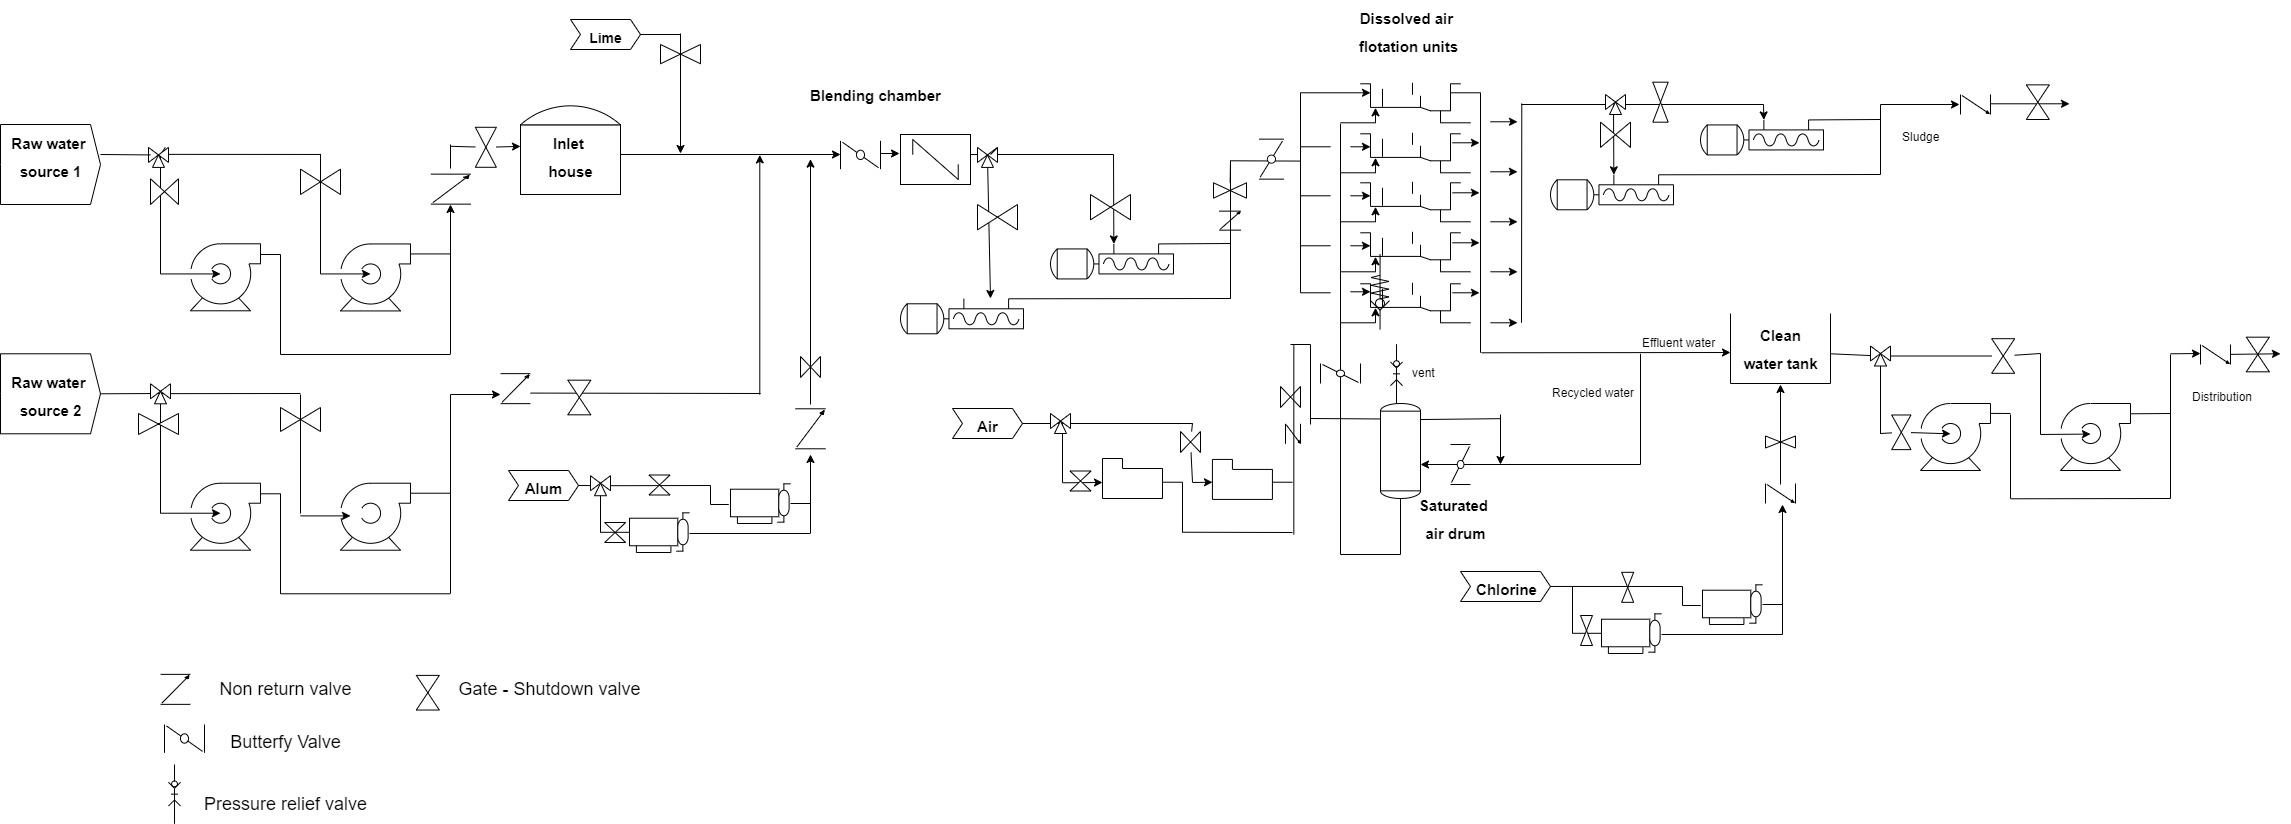 Dissolved air
flotation units
Lime
Blending chamber
Raw water
source 1
Inlet
house
Sludge
Effluent water
Clean
water tank
vent
Recycled water
Distribution
Raw water
source 2
Air
Alum
Saturated
air drum
Chlorine
Non return valve
Gate - Shutdown valve
Butterfy Valve
Pressure relief valve